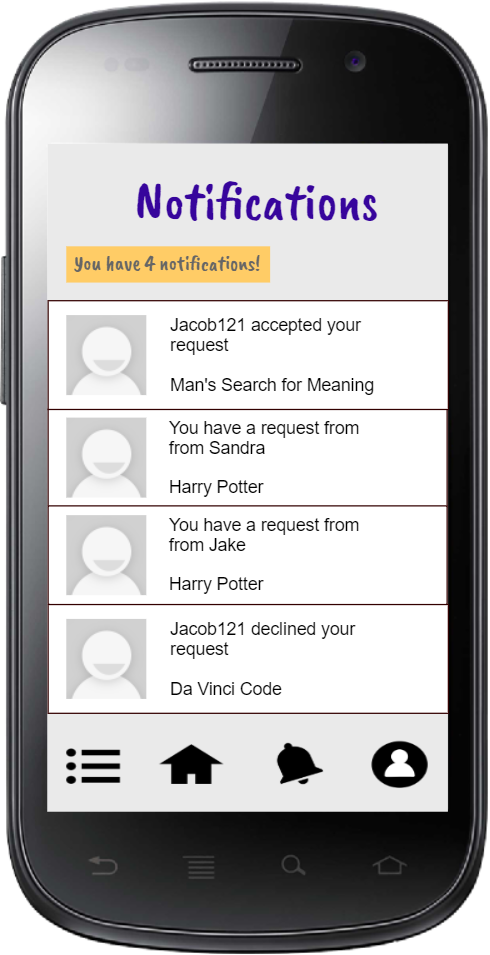 Notifications
You have 4 notifications!
Jacob121 accepted your
request
Man's Search for Meaning
You have a request from
from Sandra
Harry Potter
You have a request from
from Jake
Harry Potter
Jacob121 declined your
request
Da Vinci Code